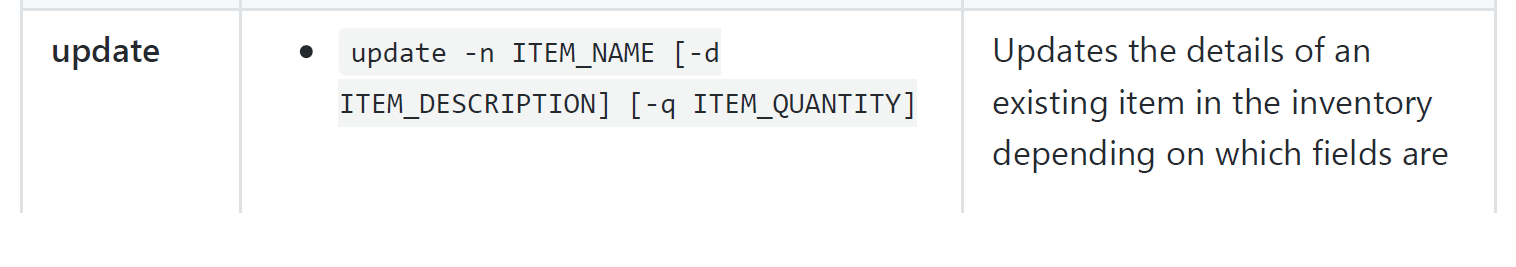 update
• update -n ITEM_NAME [-d
ITEM_DESCRIPTION] [-q ITEM_QUANTITY]
Updates the details of an
existing item in the inventory
depending on which fields are